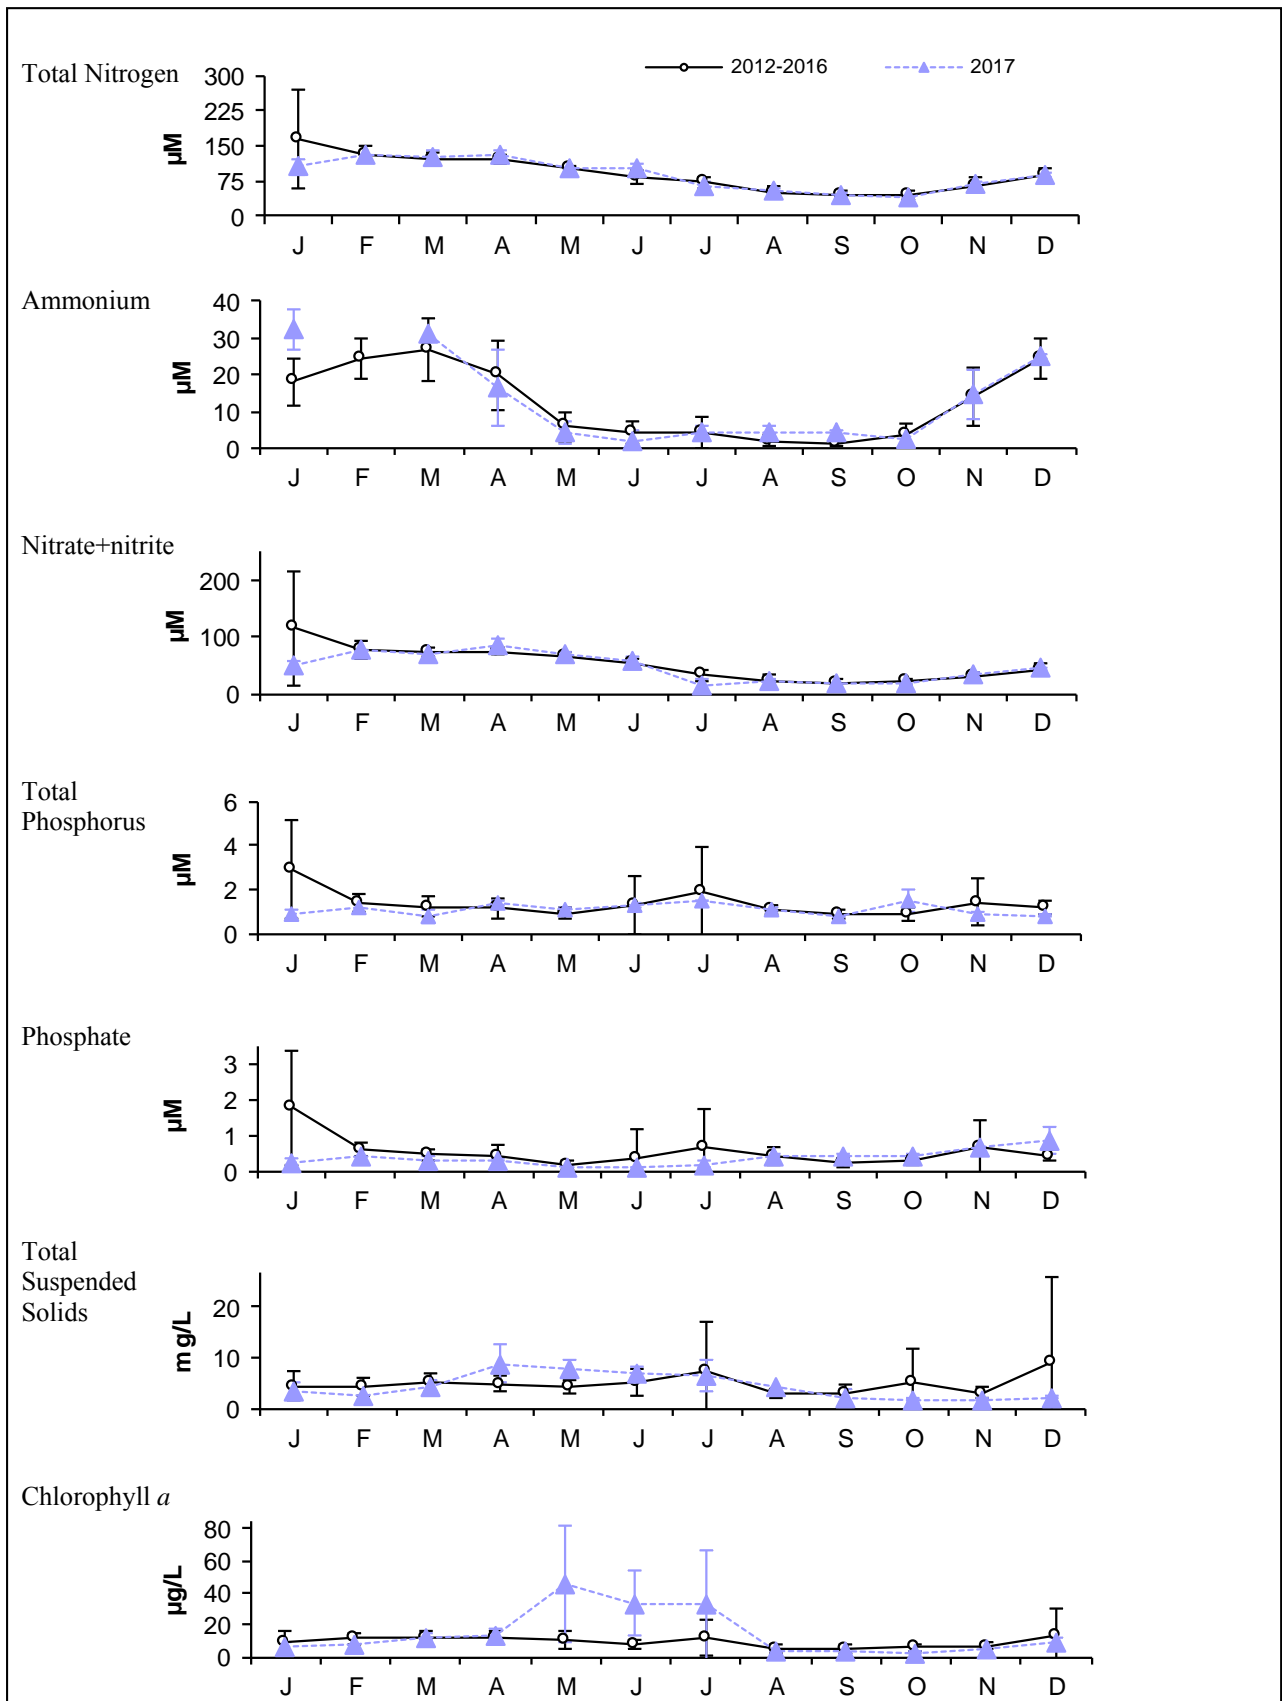 Total Nitrogen
2012-2016 2017
300
225
150
75
0
µM
J F M A M J J A S O N D
Ammonium
40
30
20
10
0
µM
J F M A M J J A S O N D
Nitrate+nitrite
200
100
0
µM
J F M A M J J A S O N D
Total
Phosphorus
6
4
2
0
µM
J F M A M J J A S O N D
Phosphate
3
2
1
0
µM
J F M A M J J A S O N D
Total
Suspended
Solids
20
10
0
mg/L
J F M A M J J A S O N D
Chlorophyll a
80
60
40
20
0
µg/L
J F M A M J J A S O N D